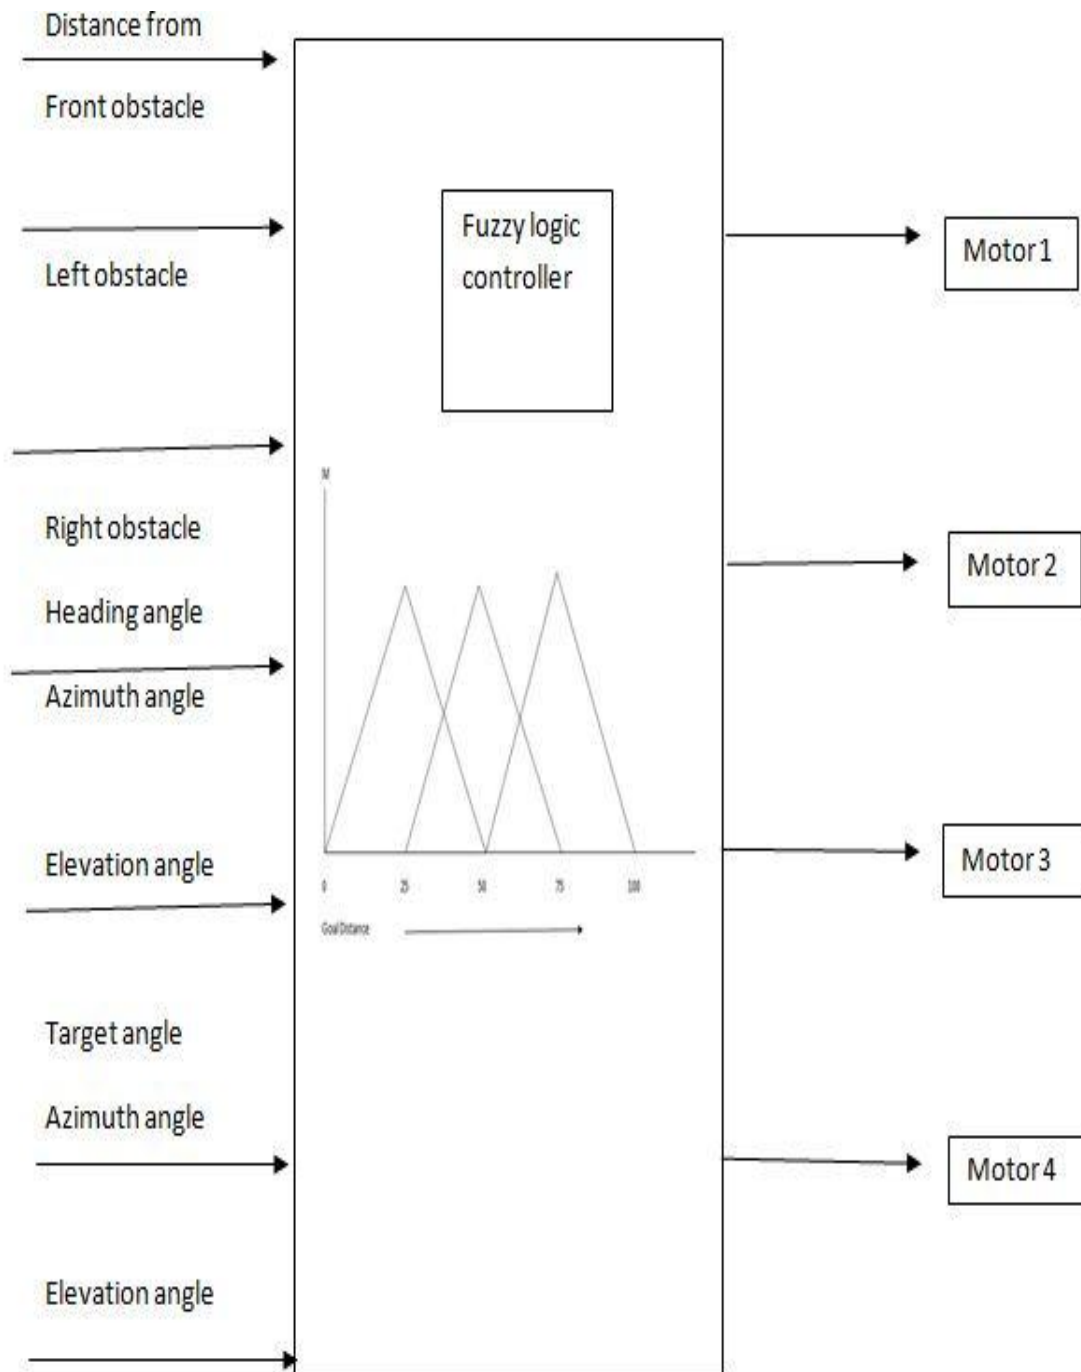 Distance from
Front obstacle
Left obstacle
Right obstacle
Heading angle
Azimuth angle
Elevation angle
Target angle
Azimuth angle
Elevation angle
Fuzzy logic
controller
M
0 25 50 75 100
Goal Distance
Motor 1
Motor 2
Motor 3
Motor 4